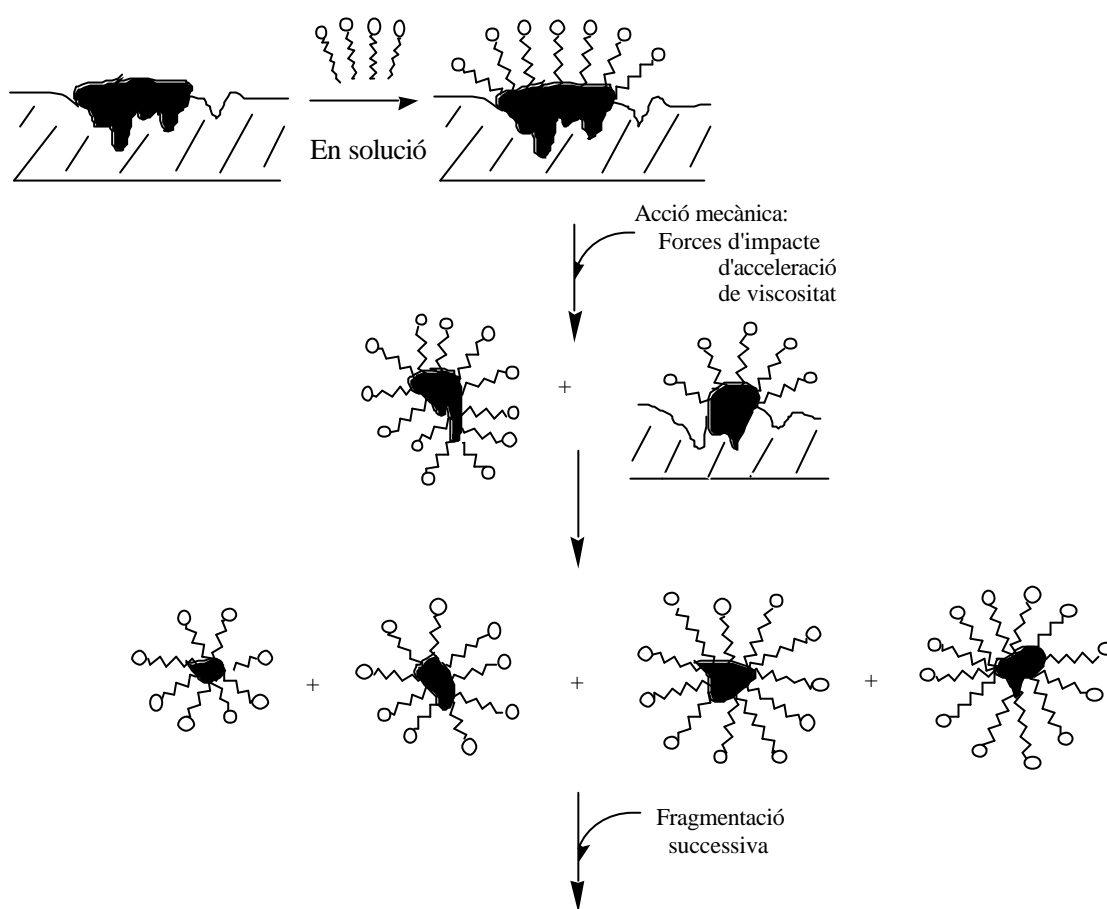 En solució
Acció mecànica:
Forces d'impacte
d'acceleració
de viscositat
+
+
+
+
Fragmentació
successiva